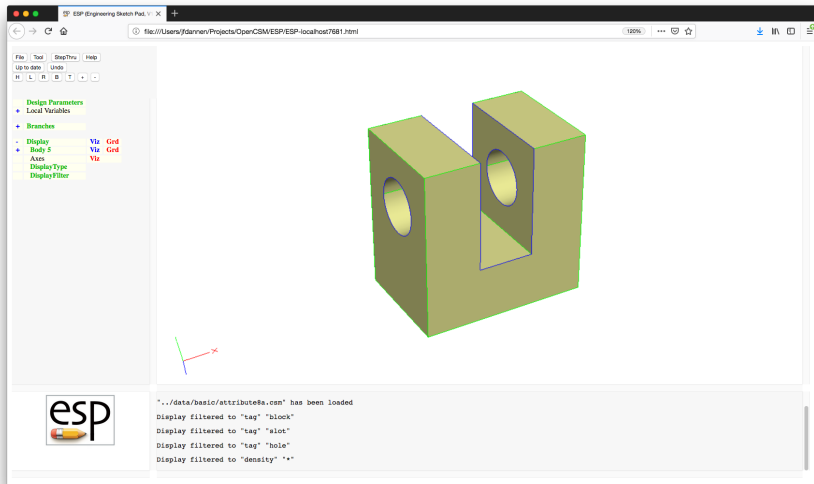 ESP (Engineering Sketch Pad, V
file:///Users/jfdannen/Projects/OpenCSM/ESP/ESP-localhost7681.html
120%
File Tool StepThru Help
Up to date Undo
H L R B T + -
Design Parameters
+ Local Variables
+ Branches
- Display Viz Grd
+ Body 5 Viz Grd
Axes Viz
DisplayType
DisplayFilter
X
esp
"../data/basic/attribute8a.csm" has been loaded
Display filtered to "tag" "block"
Display filtered to "tag" "slot"
Display filtered to "tag" "hole"
Display filtered to "density" "*"